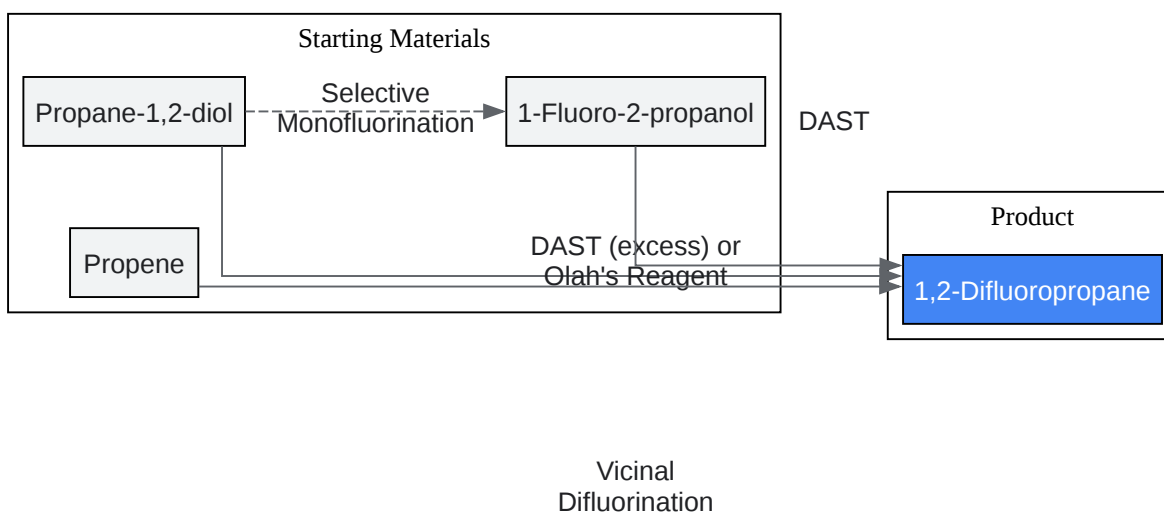 Starting Materials
Propane-1,2-diol
Selective
Monofluorination
1-Fluoro-2-propanol
DAST
Product
Propene
DAST (excess) or
Olah's Reagent
1,2-Difluoropropane
Vicinal
Difluorination